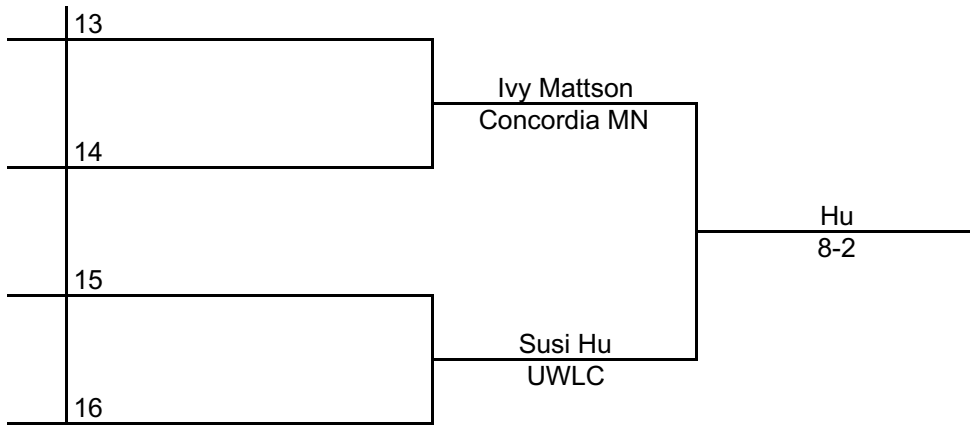 13
Ivy Mattson
Concordia MN
14
Hu
8-2
15
Susi Hu
UWLC
16